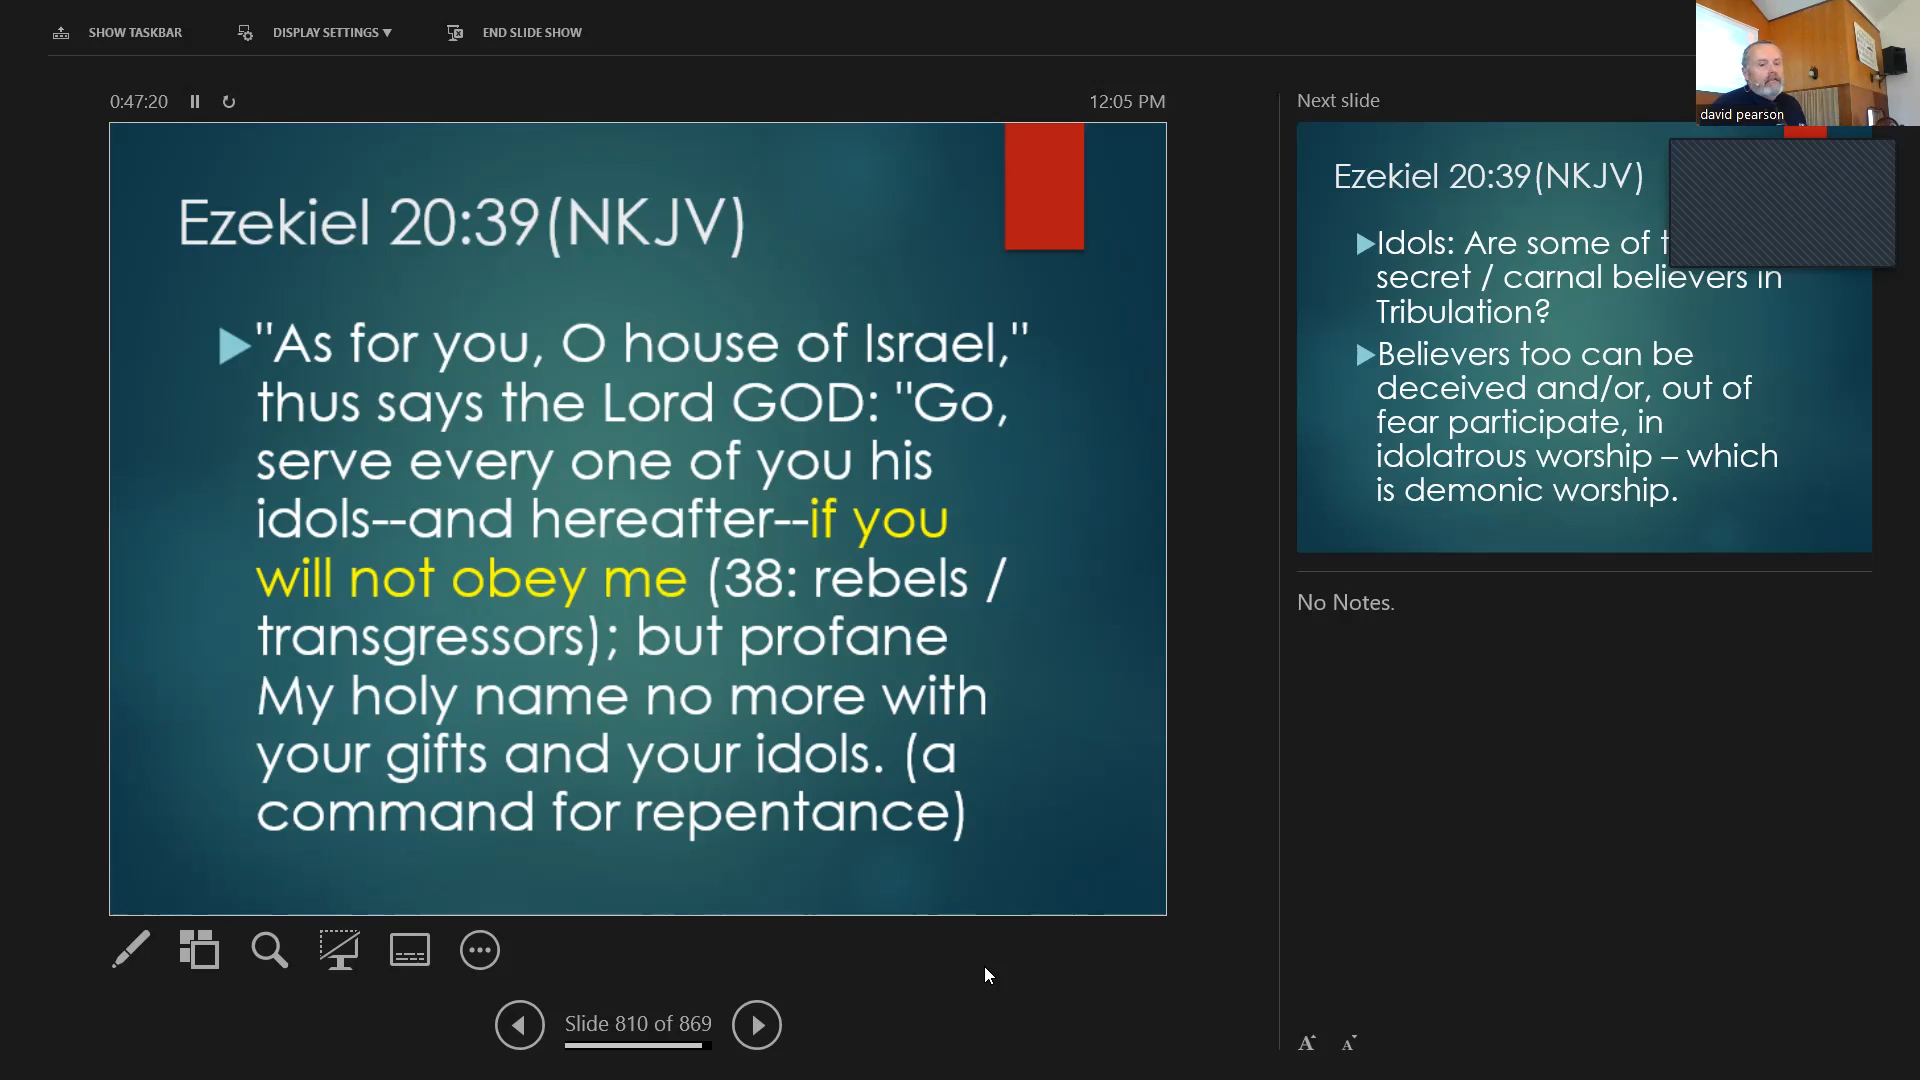 SHOW TASKBAR
DISPLAY SETTINGS ▼
END SLIDE SHOW
0:47:20
12:05 PM
Ezekiel 20:39(NKJV)
"As for you, O house of Israel,"
thus says the Lord GOD: "Go,
serve every one of you his
idols--and hereafter--if you
will not obey me (38: rebels /
transgressors); but profane
My holy name no more with
your gifts and your idols. (a
command for repentance)
Slide 810 of 869
Next slide
david pearson
Ezekiel 20:39(NKJV)
Idols: Are some of
secret / carnal believers in
Tribulation?
Believers too can be
deceived and/or, out of
fear participate, in
idolatrous worship – which
is demonic worship.
No Notes.
A A